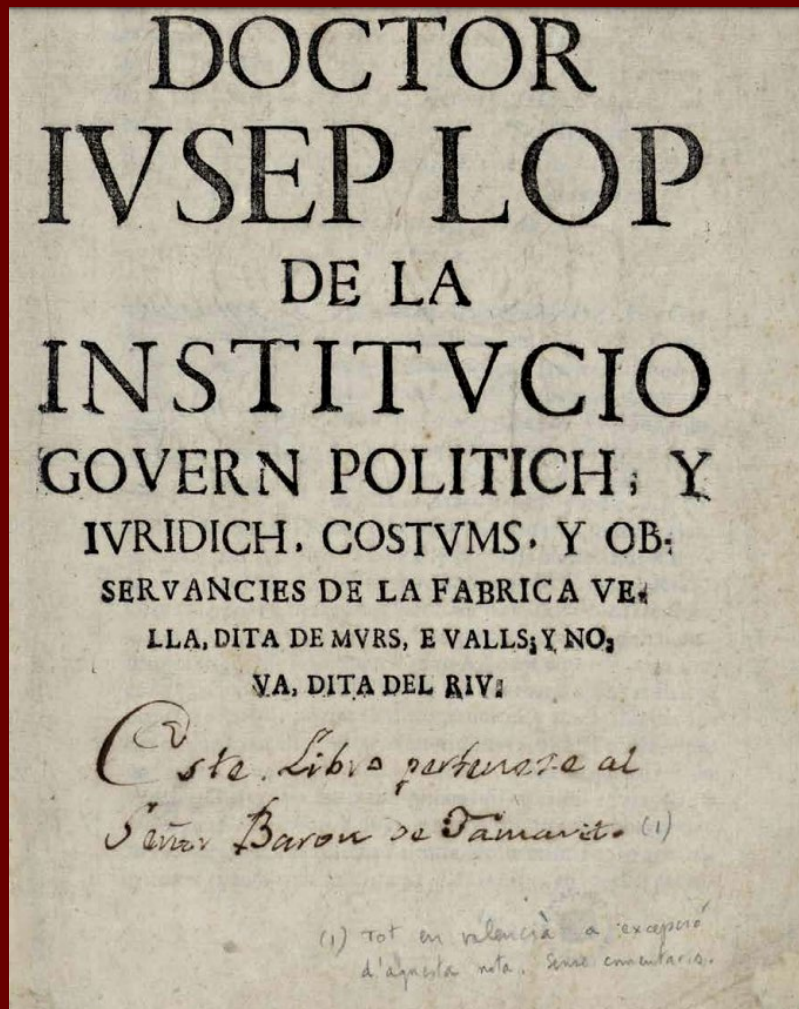 DOCTOR
IVSEP LOP
DE LA
INSTITVCIO
GOVERN POLITICH, Y
IVRIDICH. COSTVMS. Y OB-
SERVANCIES DE LA FABRICA VE-
LLA, DITA DE MVRS, E VALLS; Y NO-
VA, DITA DEL RIV:
Este Libro pertenese al
Señor Baron de Tamarit. (1)
(1) Tot en valencià a excepció
d'aquesta nota. Sense comentaris.